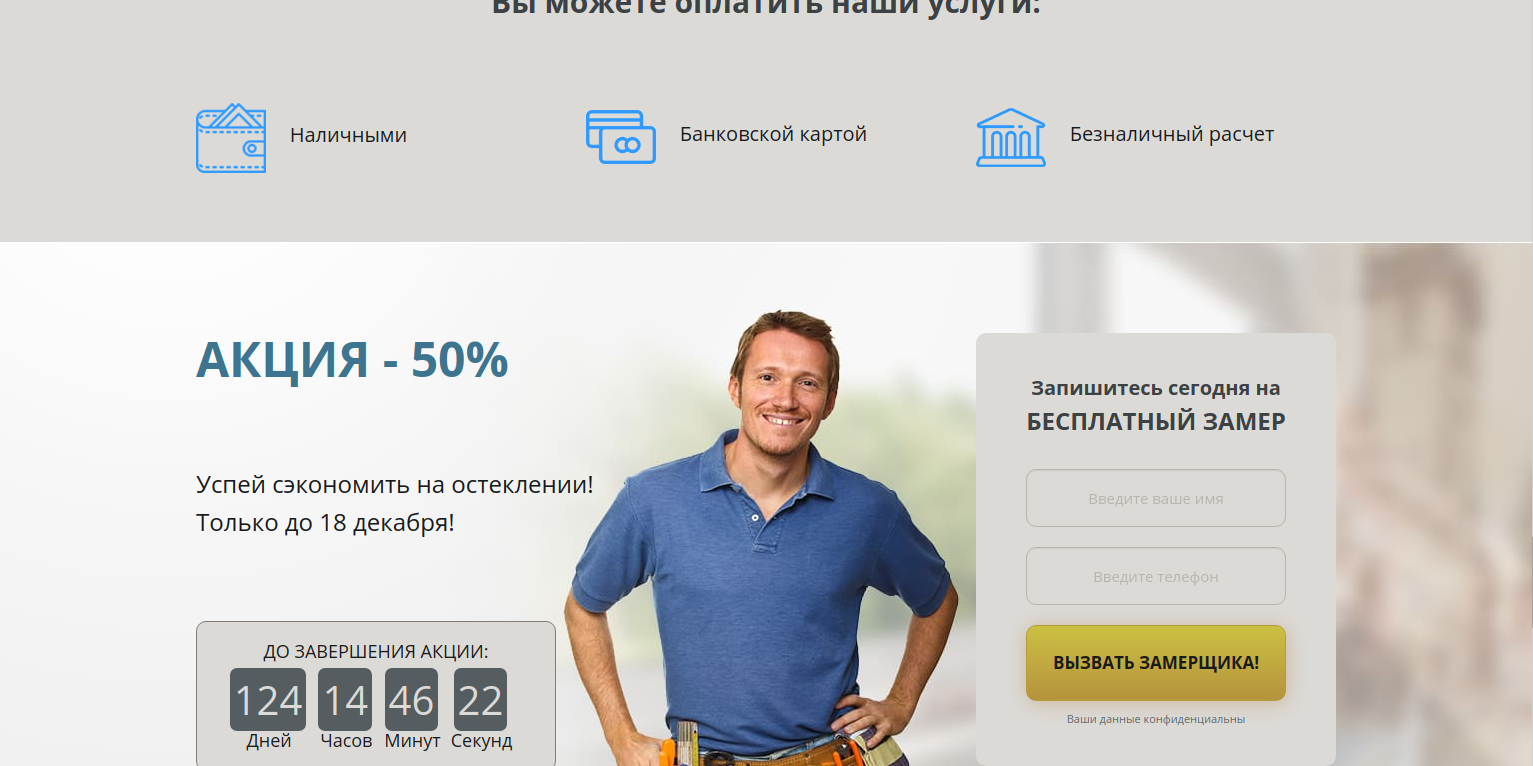 Вы можете оплатить наши услуги:
Наличными
Банковской картой
Безналичный расчет
АКЦИЯ - 50%
Успей сэкономить на остеклении!
Только до 18 декабря!
ДО ЗАВЕРШЕНИЯ АКЦИИ:
124 14 46 22
Дней Часов Минут Секунд
Запишитесь сегодня на
БЕСПЛАТНЫЙ ЗАМЕР
Введите ваше имя
Введите телефон
ВЫЗВАТЬ ЗАМЕРЩИКА!
Ваши данные конфиденциальны